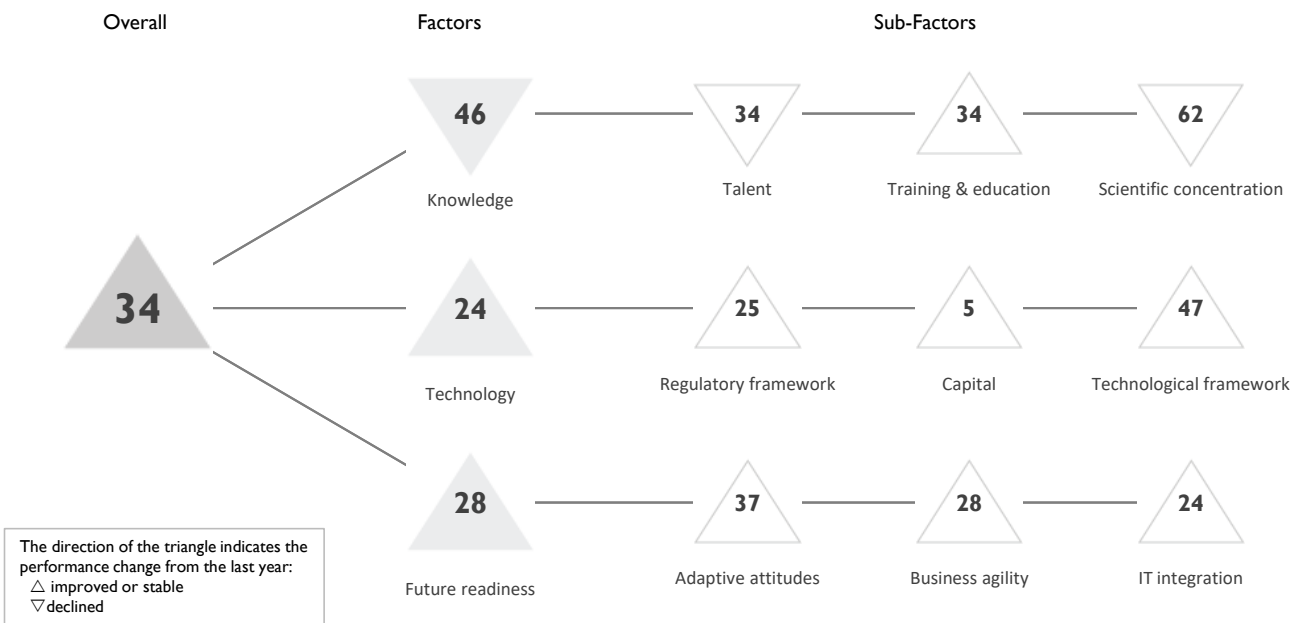 Overall
Factors
Sub-Factors
46
34
34
62
Knowledge
Talent
Training & education
Scientific concentration
34
24
25
5
47
Technology
Regulatory framework
Capital
Technological framework
28
37
28
24
Future readiness
Adaptive attitudes
Business agility
IT integration
The direction of the triangle indicates the
performance change from the last year:
△ improved or stable
▽ declined